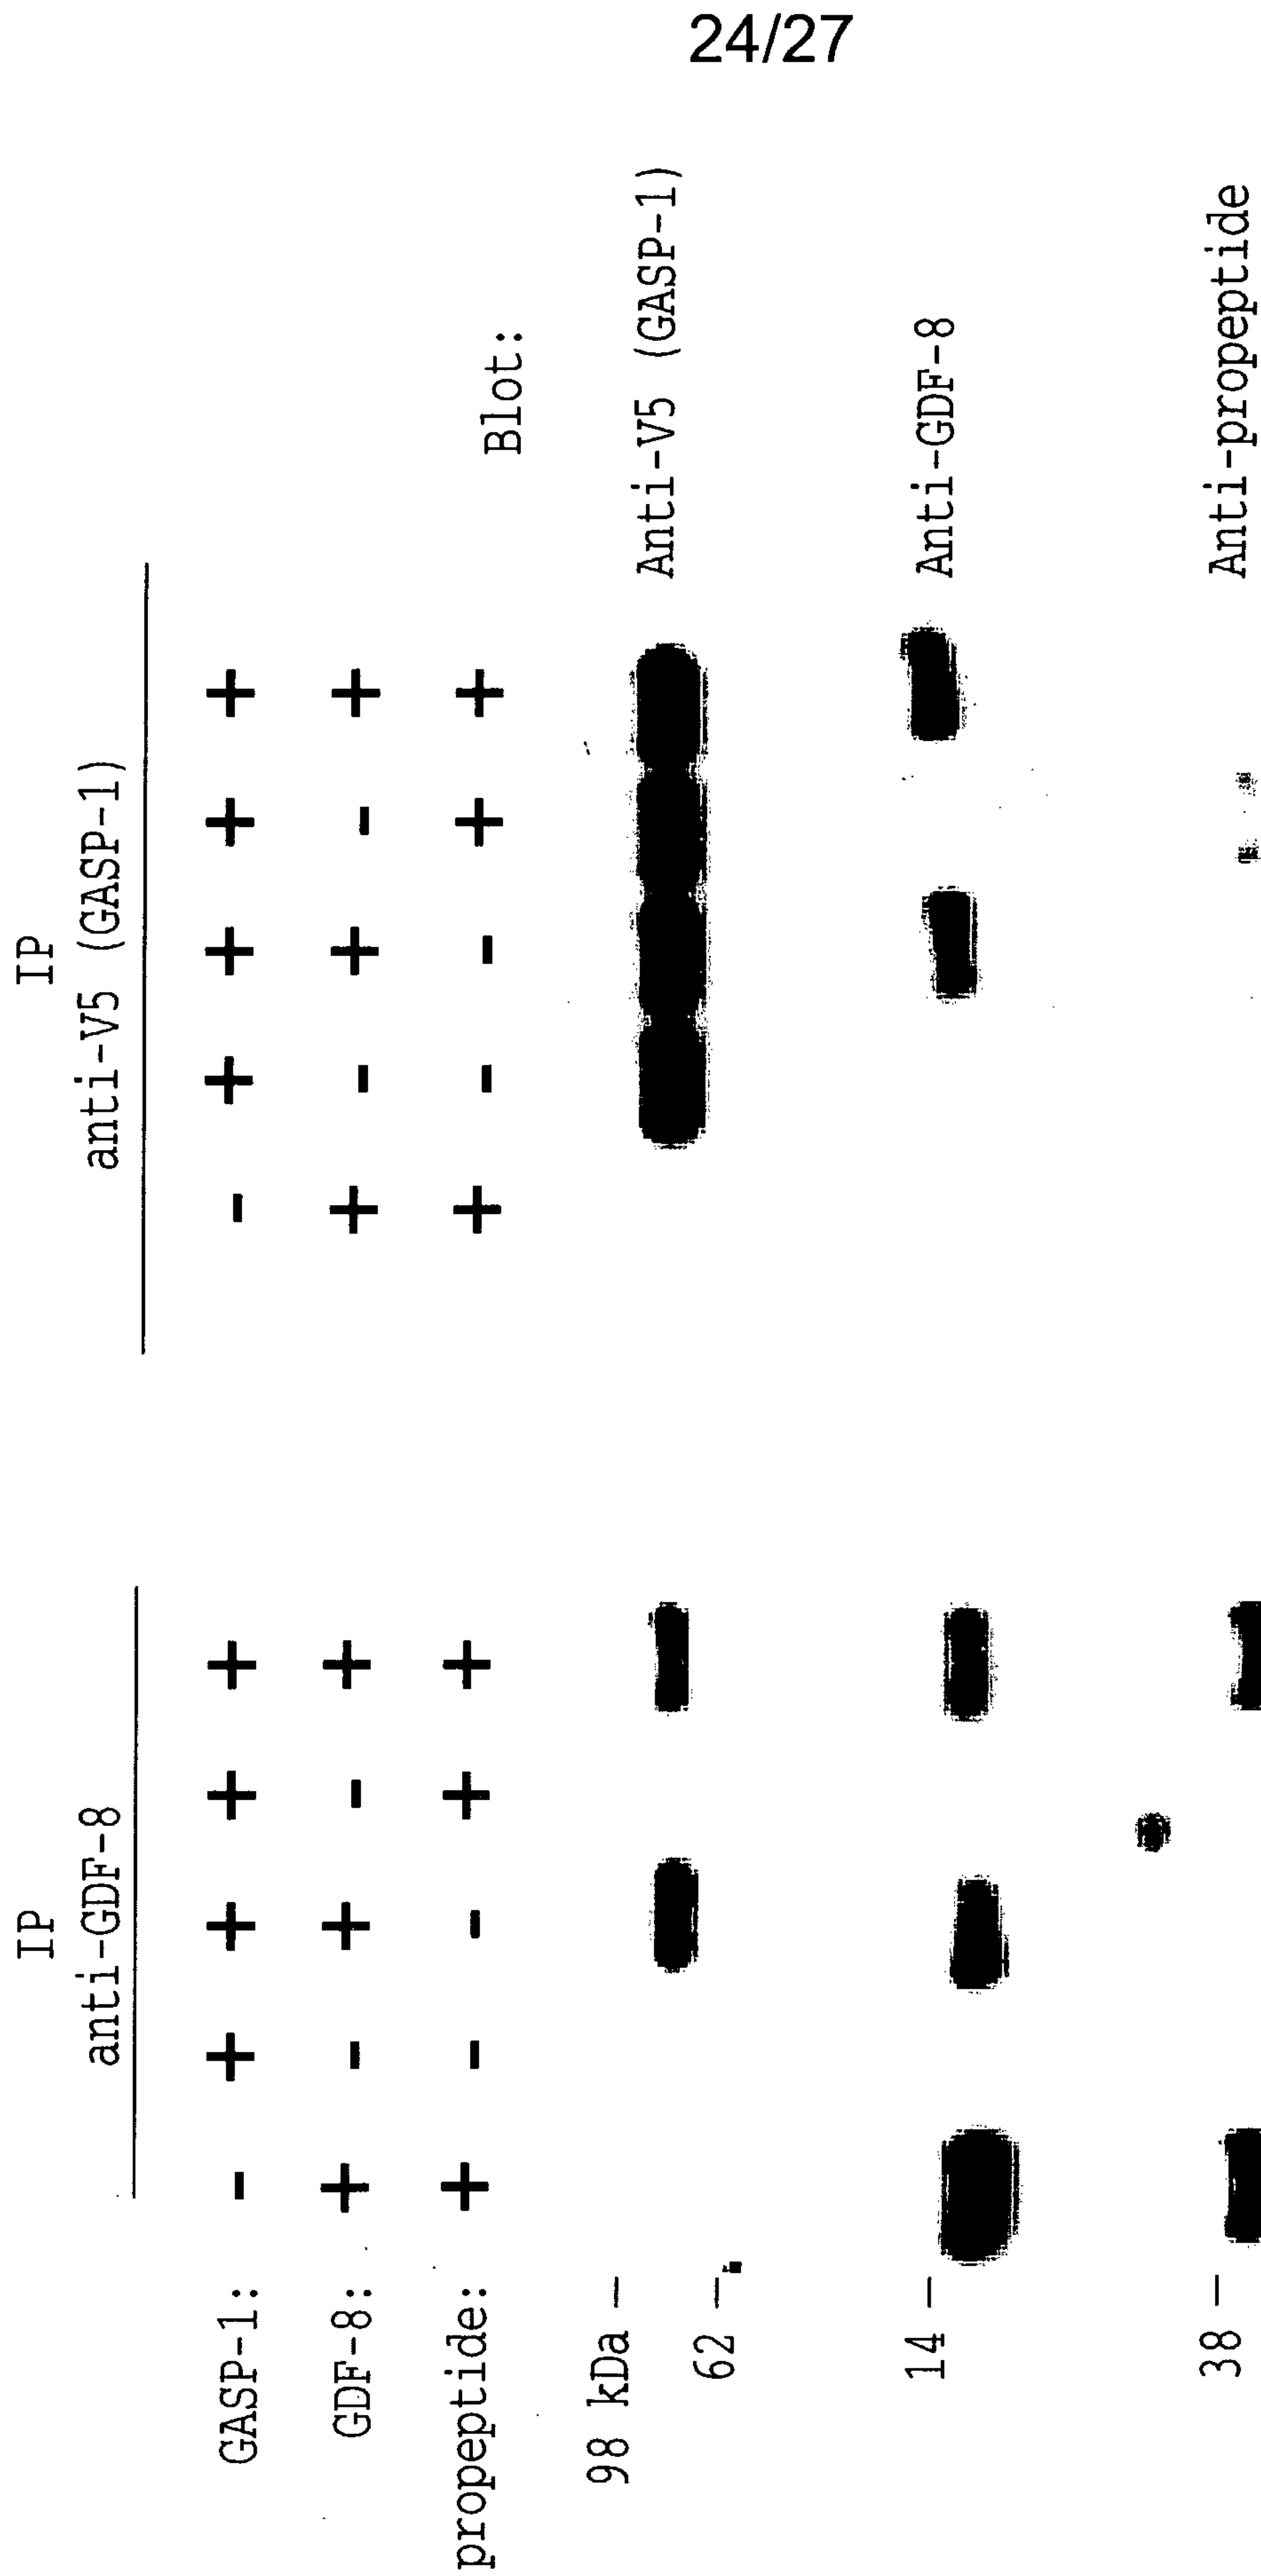 24/27
IP
anti-GDF-8
IP
anti-V5 (GASP-1)
GASP-1: - + + + + - + + + +
GDF-8: + - + - + + - + - +
propeptide: + - - + + + - - + +
Blot:
98 kDa -
62 -
Anti-V5 (GASP-1)
14 -
Anti-GDF-8
38 -
Anti-propeptide